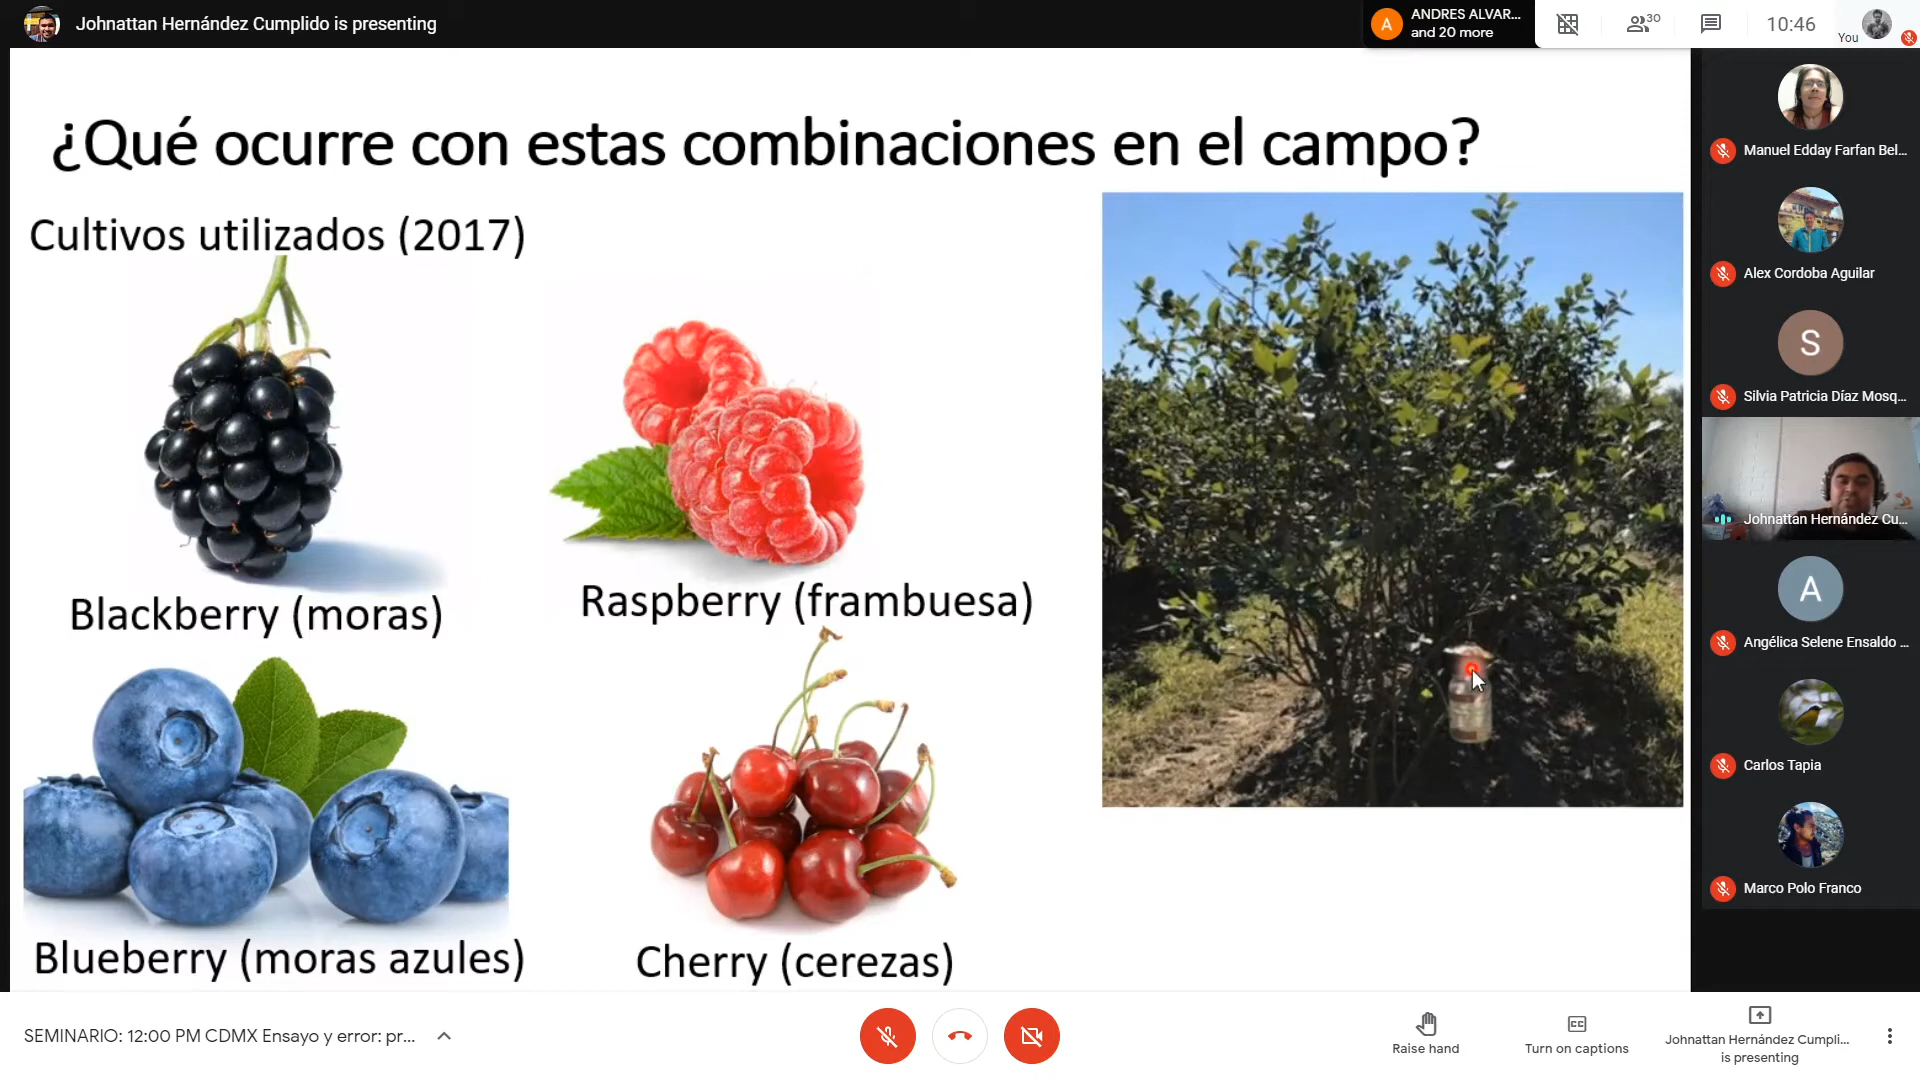 Johnattan Hernández Cumplido is presenting
A
ANDRES ALVAR...
and 20 more
30
10:46
You
¿Qué ocurre con estas combinaciones en el campo?
Cultivos utilizados (2017)
Blackberry (moras)
Raspberry (frambuesa)
Blueberry (moras azules)
Cherry (cerezas)
Manuel Edday Farfan Bel...
Alex Cordoba Aguilar
S
Silvia Patricia Díaz Mosq...
Johnattan Hernández Cu...
A
Angélica Selene Ensaldo ...
Carlos Tapia
Marco Polo Franco
SEMINARIO: 12:00 PM CDMX Ensayo y error: pr...
Raise hand
CC
Turn on captions
Johnattan Hernández Cumpli...
is presenting